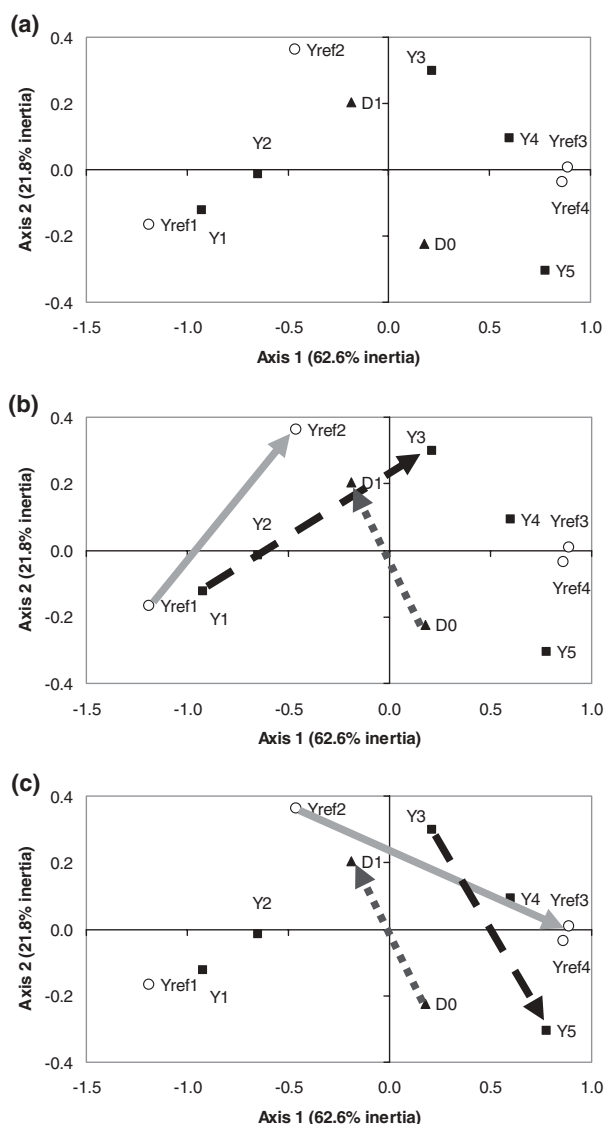 (a)
0.4
Yref2
Y3
D1
0.2
Y2
Y4
Yref3
0.0
Yref4
Yref1
Y1
-0.2
D0
Y5
-0.4
-1.5
-1.0
-0.5
0.0
0.5
1.0
Axis 2 (21.8% inertia)
Axis 1 (62.6% inertia)
(b)
0.4
Yref2
Y3
D1
0.2
Y2
Y4
Yref3
0.0
Yref4
Yref1
Y1
-0.2
D0
Y5
-0.4
-1.5
-1.0
-0.5
0.0
0.5
1.0
Axis 2 (21.8% inertia)
Axis 1 (62.6% inertia)
(c)
0.4
Yref2
Y3
D1
0.2
Y2
Y4
Yref3
0.0
Yref4
Yref1
Y1
-0.2
D0
Y5
-0.4
-1.5
-1.0
-0.5
0.0
0.5
1.0
Axis 2 (21.8% inertia)
Axis 1 (62.6% inertia)